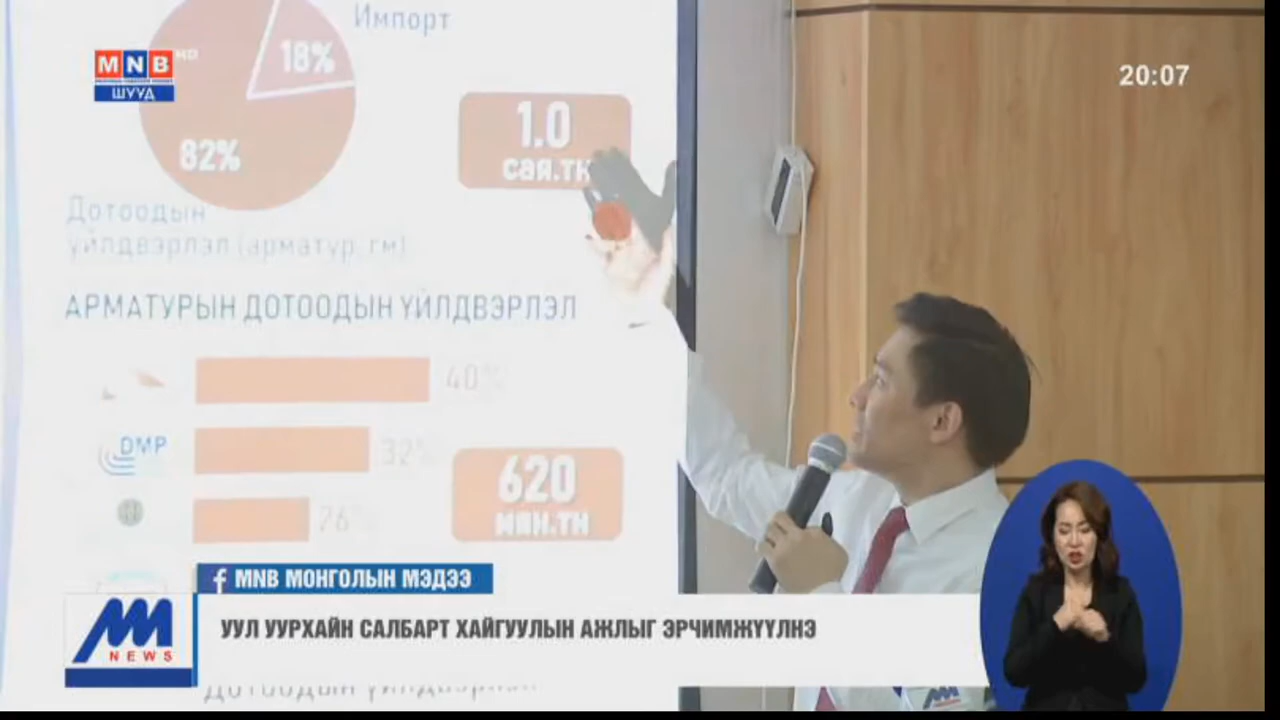 Импорт
18%
82%
1.0
сая.тн
Дотоодын
үйлдвэрлэл (арматур, гм)
АРМАТУРЫН ДОТООДЫН ҮЙЛДВЭРЛЭЛ
40%
DMP
32%
26%
620
мян.тн
MNB HD
ШУУД
20:07
f MNB МОНГОЛЫН МЭДЭЭ
УУЛ УУРХАЙН САЛБАРТ ХАЙГУУЛЫН АЖЛЫГ ЭРЧИМЖҮҮЛНЭ
NEWS
Дотоодын үйлдвэрлэл